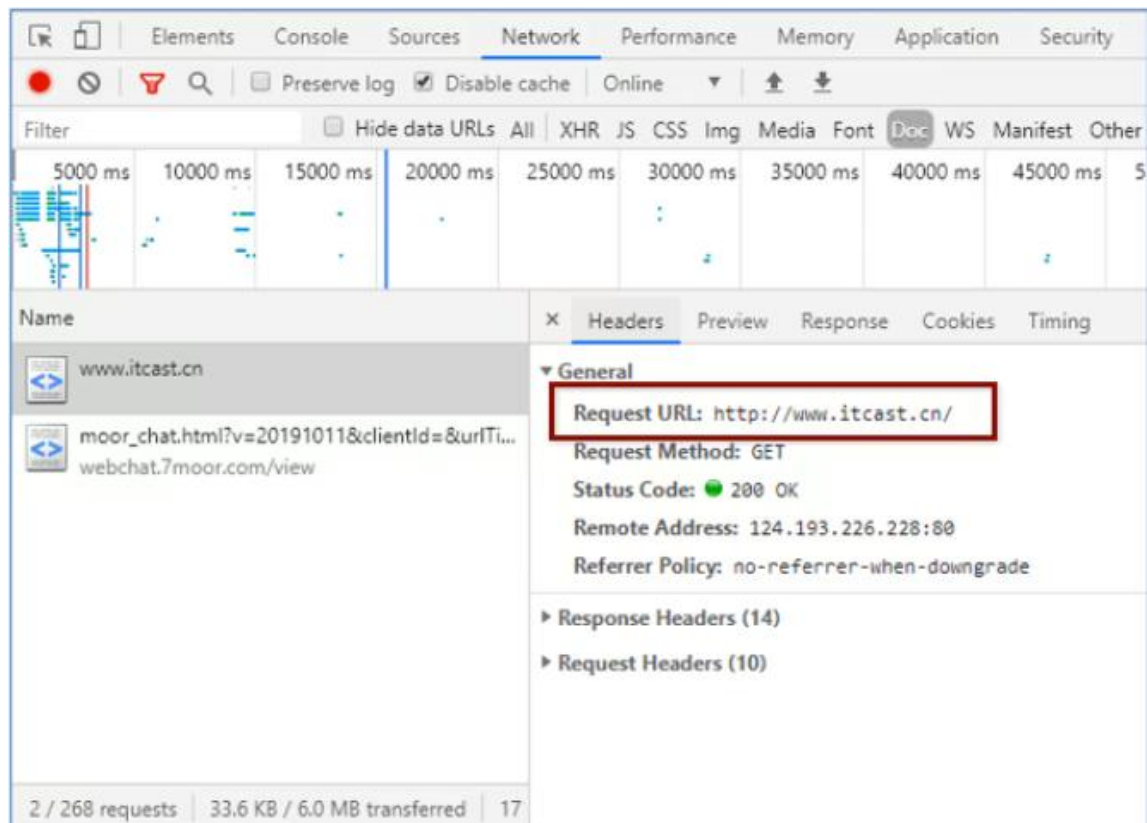 Elements Console Sources Network Performance Memory Application Security
Preserve log Disable cache Online
Filter Hide data URLs All XHR JS CSS Img Media Font Doc WS Manifest Other
5000 ms 10000 ms 15000 ms 20000 ms 25000 ms 30000 ms 35000 ms 40000 ms 45000 ms 5
Name
www.itcast.cn
moor_chat.html?v=20191011&clientId=&urlTi...
webchat.7moor.com/view
2 / 268 requests 33.6 KB / 6.0 MB transferred 17
× Headers Preview Response Cookies Timing
▼ General
Request URL: http://www.itcast.cn/
Request Method: GET
Status Code: 200 OK
Remote Address: 124.193.226.228:80
Referrer Policy: no-referrer-when-downgrade
▶ Response Headers (14)
▶ Request Headers (10)